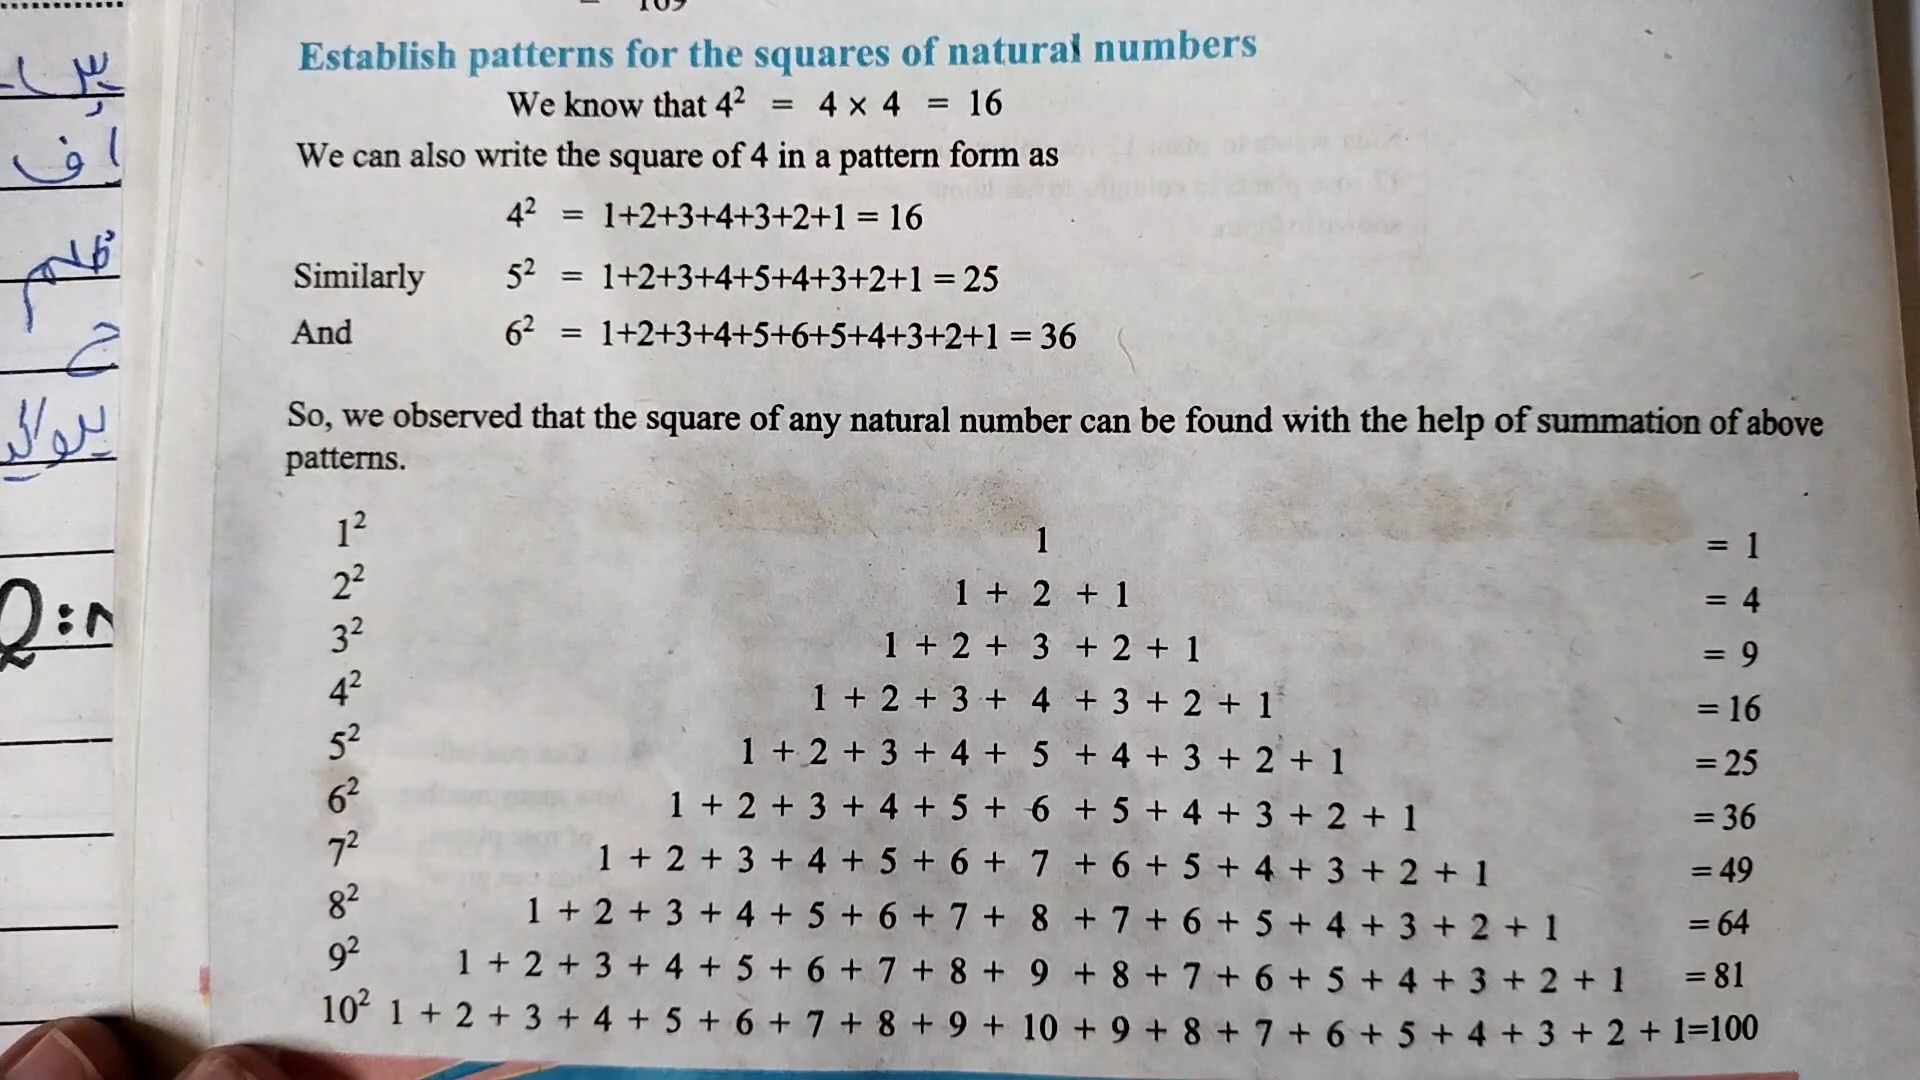 Establish patterns for the squares of natural numbers
We know that 4² = 4 × 4 = 16
We can also write the square of 4 in a pattern form as
4² = 1+2+3+4+3+2+1 = 16
Similarly 5² = 1+2+3+4+5+4+3+2+1 = 25
And 6² = 1+2+3+4+5+6+5+4+3+2+1 = 36
So, we observed that the square of any natural number can be found with the help of summation of above
patterns.
1² 1 = 1
2² 1 + 2 + 1 = 4
3² 1 + 2 + 3 + 2 + 1 = 9
4² 1 + 2 + 3 + 4 + 3 + 2 + 1 = 16
5² 1 + 2 + 3 + 4 + 5 + 4 + 3 + 2 + 1 = 25
6² 1 + 2 + 3 + 4 + 5 + 6 + 5 + 4 + 3 + 2 + 1 = 36
7² 1 + 2 + 3 + 4 + 5 + 6 + 7 + 6 + 5 + 4 + 3 + 2 + 1 = 49
8² 1 + 2 + 3 + 4 + 5 + 6 + 7 + 8 + 7 + 6 + 5 + 4 + 3 + 2 + 1 = 64
9² 1 + 2 + 3 + 4 + 5 + 6 + 7 + 8 + 9 + 8 + 7 + 6 + 5 + 4 + 3 + 2 + 1 = 81
10² 1 + 2 + 3 + 4 + 5 + 6 + 7 + 8 + 9 + 10 + 9 + 8 + 7 + 6 + 5 + 4 + 3 + 2 + 1=100